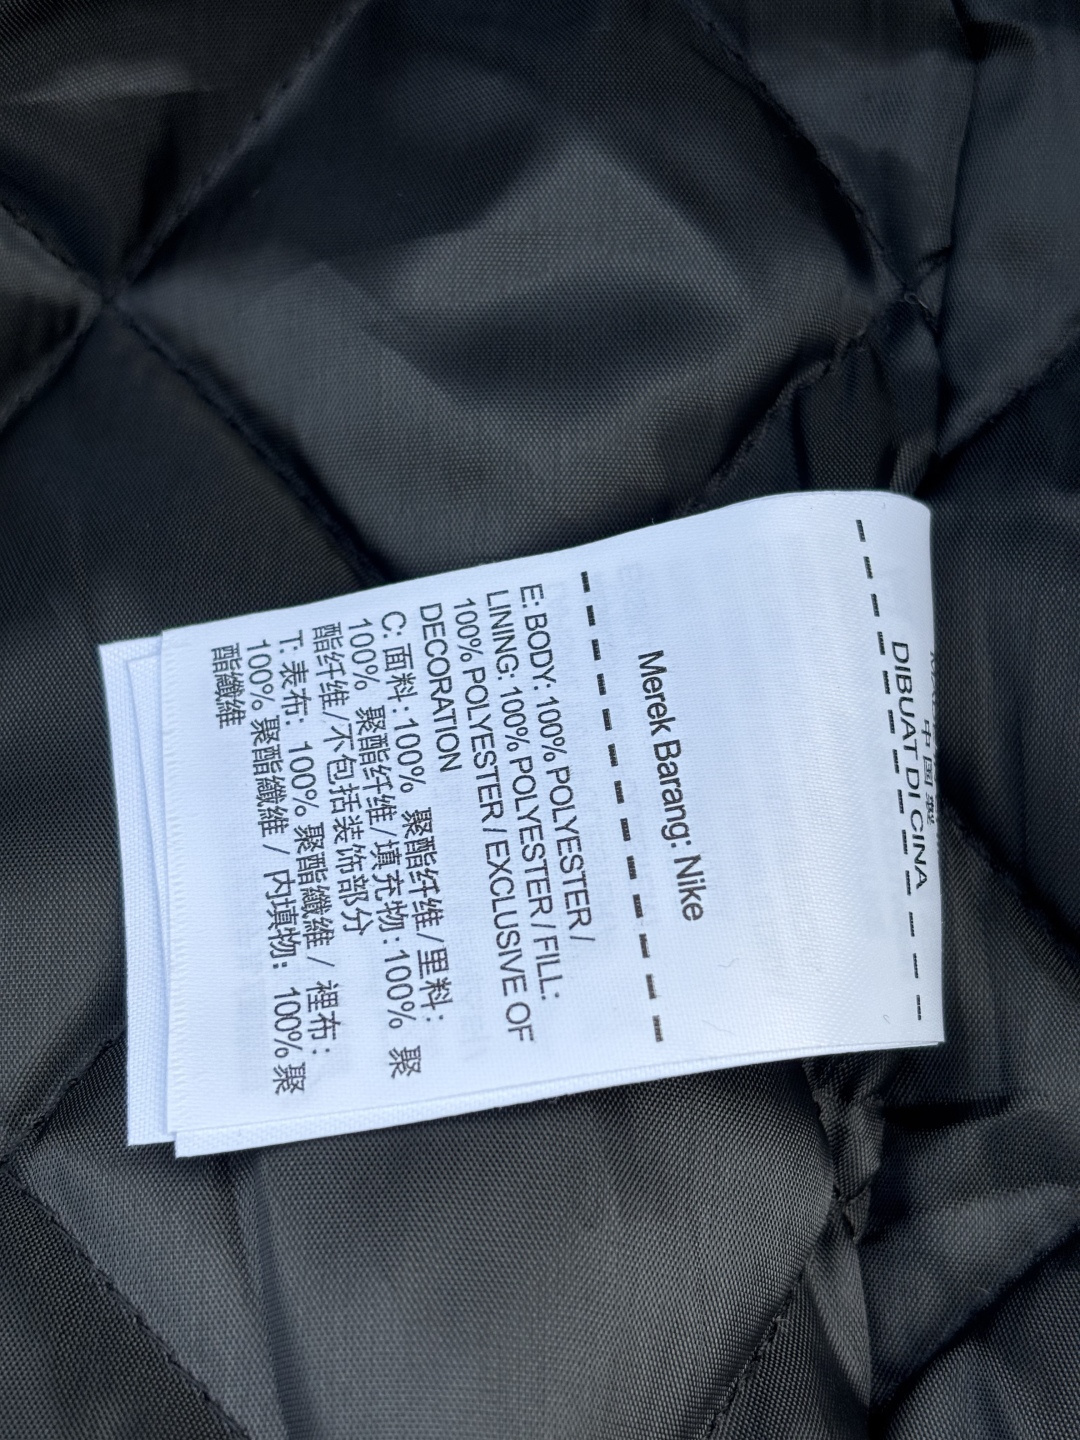 中国制
DIBUAT DI CINA
Merek Barang: Nike
E: BODY: 100% POLYESTER /
LINING: 100% POLYESTER / FILL:
100% POLYESTER / EXCLUSIVE OF
DECORATION
C: 面料: 100% 聚酯纤维/里料:
100% 聚酯纤维/填充物: 100% 聚
酯纤维/不包括装饰部分
T: 表布: 100% 聚酯纖維 / 裡布:
100% 聚酯纖維 / 內填物: 100% 聚
酯纖維